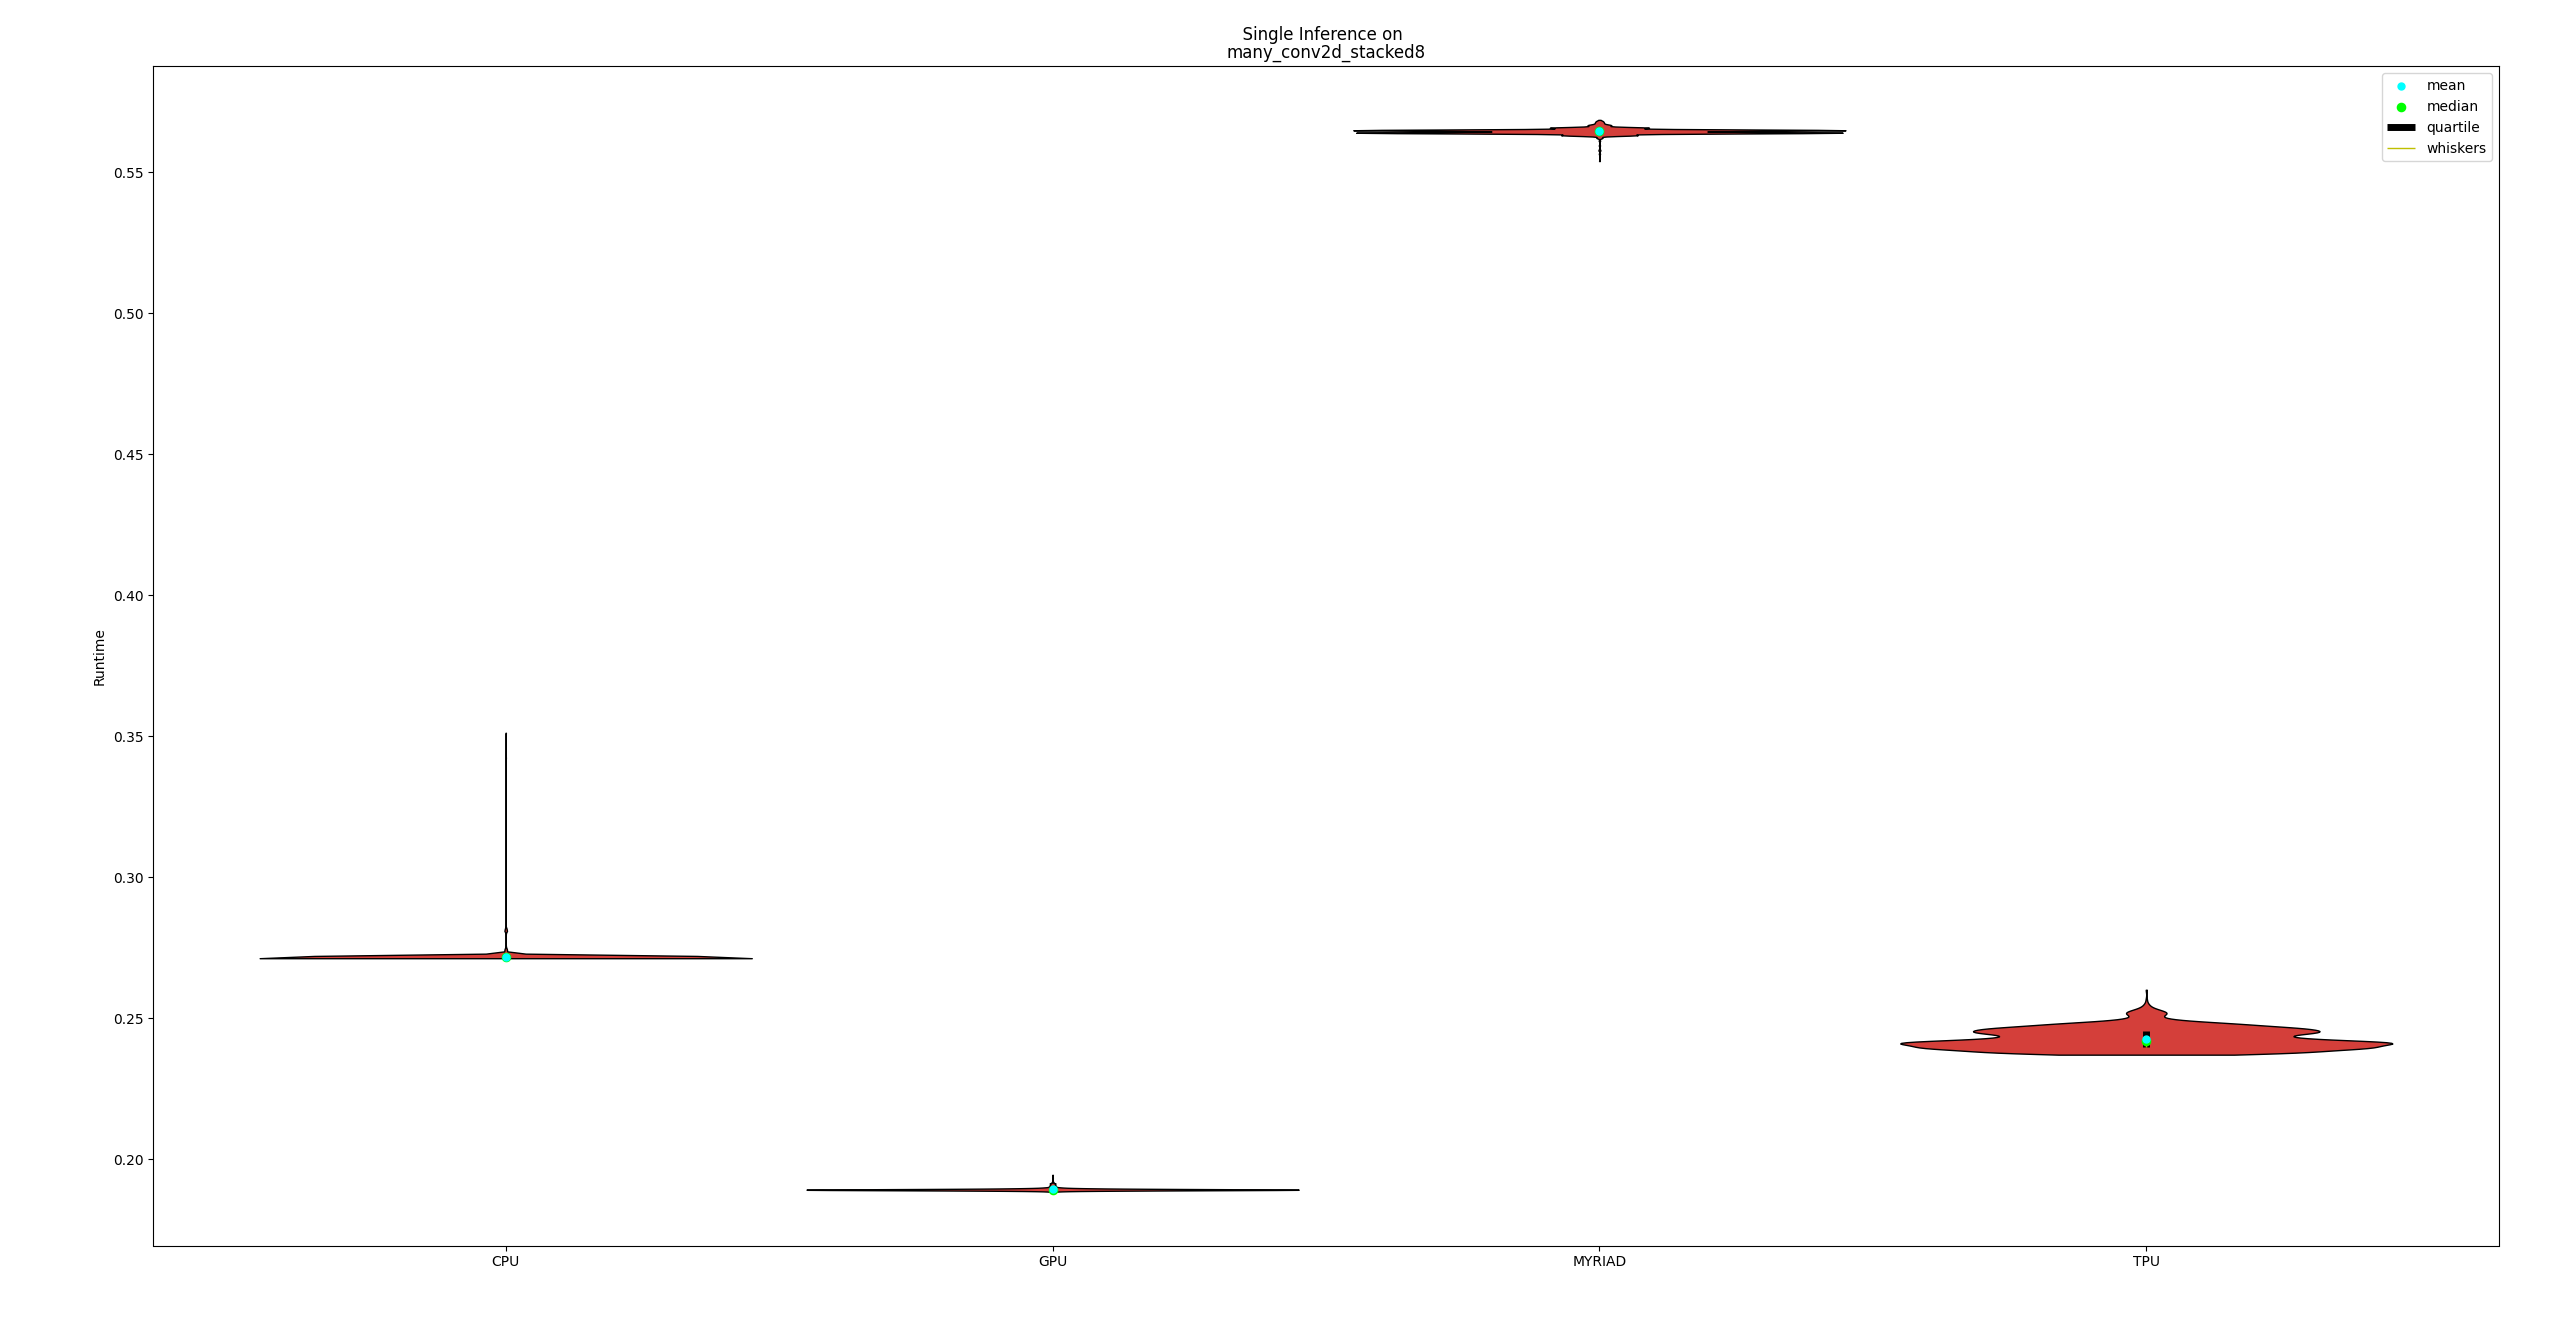 Single Inference on
many_conv2d_stacked8
mean
median
quartile
whiskers
0.55
0.50
0.45
0.40
0.35
0.30
0.25
0.20
Runtime
CPU
GPU
MYRIAD
TPU